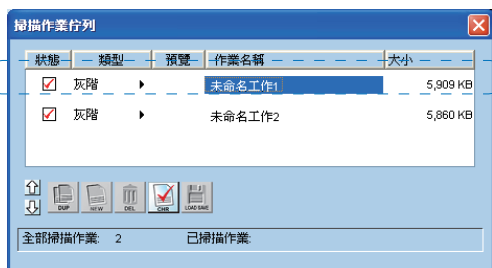 掃描作業佇列
狀態 類型 預覽 作業名稱 大小
灰階 未命名工作1 5,909 KB
灰階 未命名工作2 5,860 KB
DUP NEW DEL CHR LOAD SAVE
全部掃描作業: 2 已掃描作業: